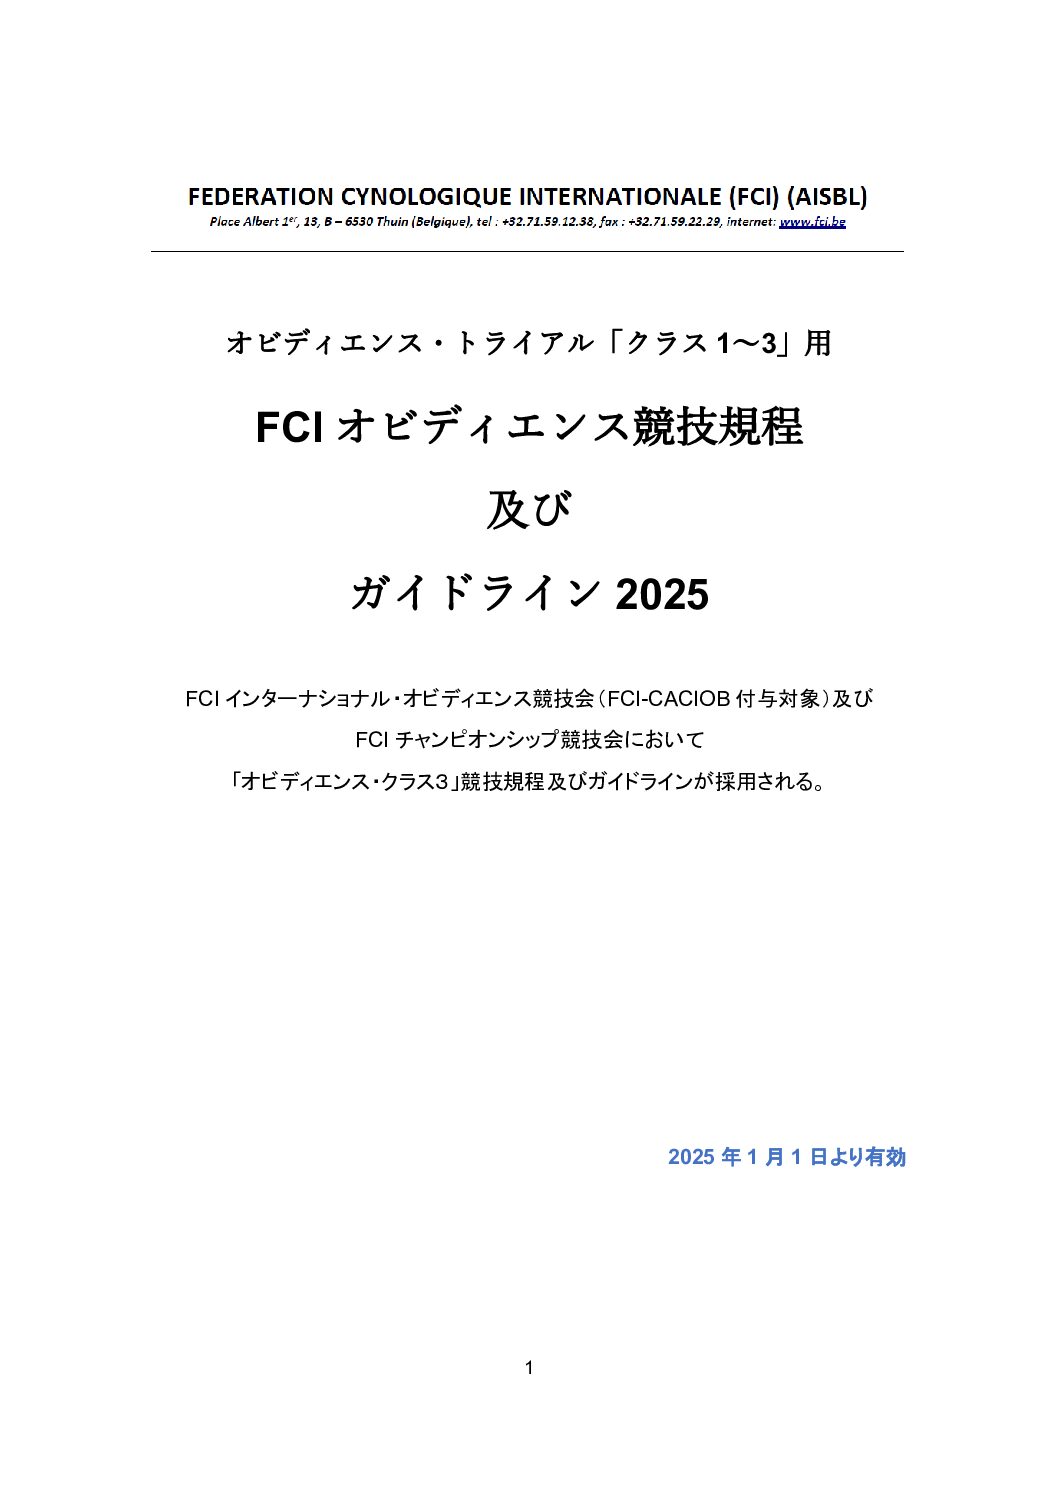 FEDERATION CYNOLOGIQUE INTERNATIONALE (FCI) (AISBL)
Place Albert 1er, 13, B – 6530 Thuin (Belgique), tel : +32.71.59.12.38, fax : +32.71.59.22.29, internet: www.fci.be
オビディエンス・トライアル「クラス 1～3」用
FCI オビディエンス競技規程
及び
ガイドライン 2025
FCI インターナショナル・オビディエンス競技会（FCI-CACIOB 付与対象）及び
FCI チャンピオンシップ競技会において
「オビディエンス・クラス３」競技規程及びガイドラインが採用される。
2025 年 1 月 1 日より有効
1